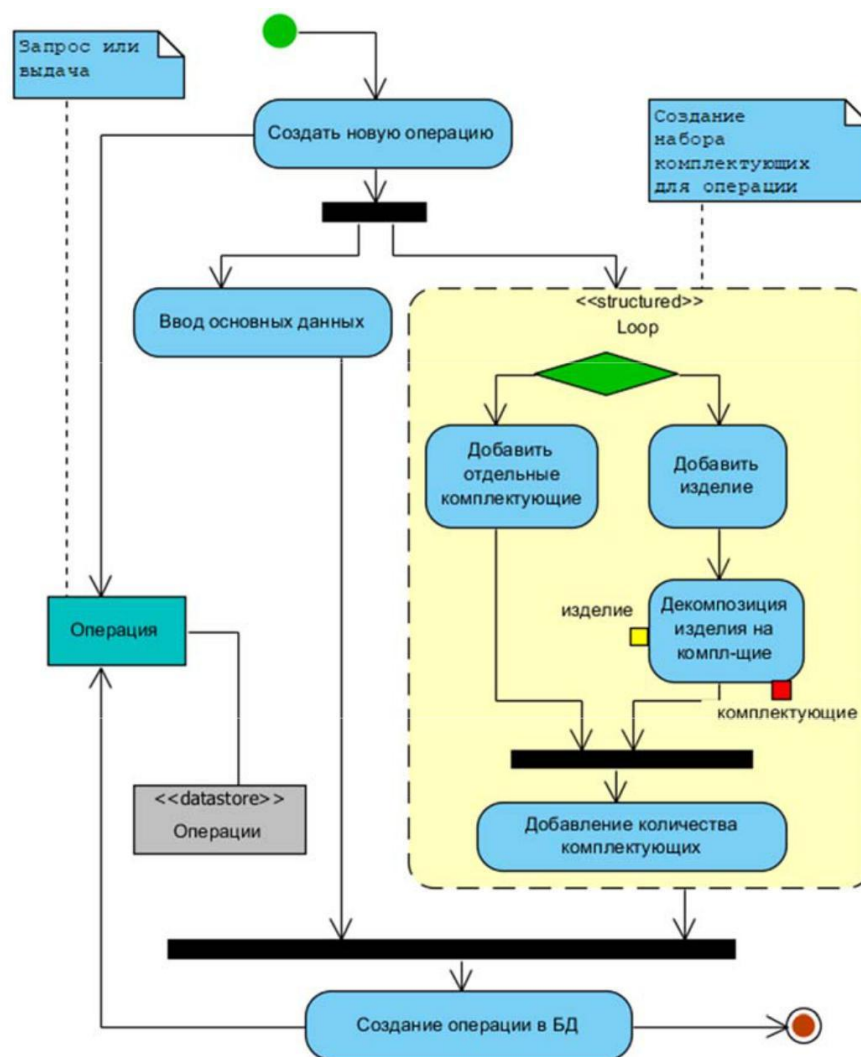 Запрос или
выдача
Создать новую операцию
Создание
набора
комплектующих
для операции
Ввод основных данных
<<structured>>
Loop
Добавить
отдельные
комплектующие
Добавить
изделие
изделие
Декомпозиция
изделия на
компл-щие
комплектующие
Операция
<<datastore>>
Операции
Добавление количества
комплектующих
Создание операции в БД